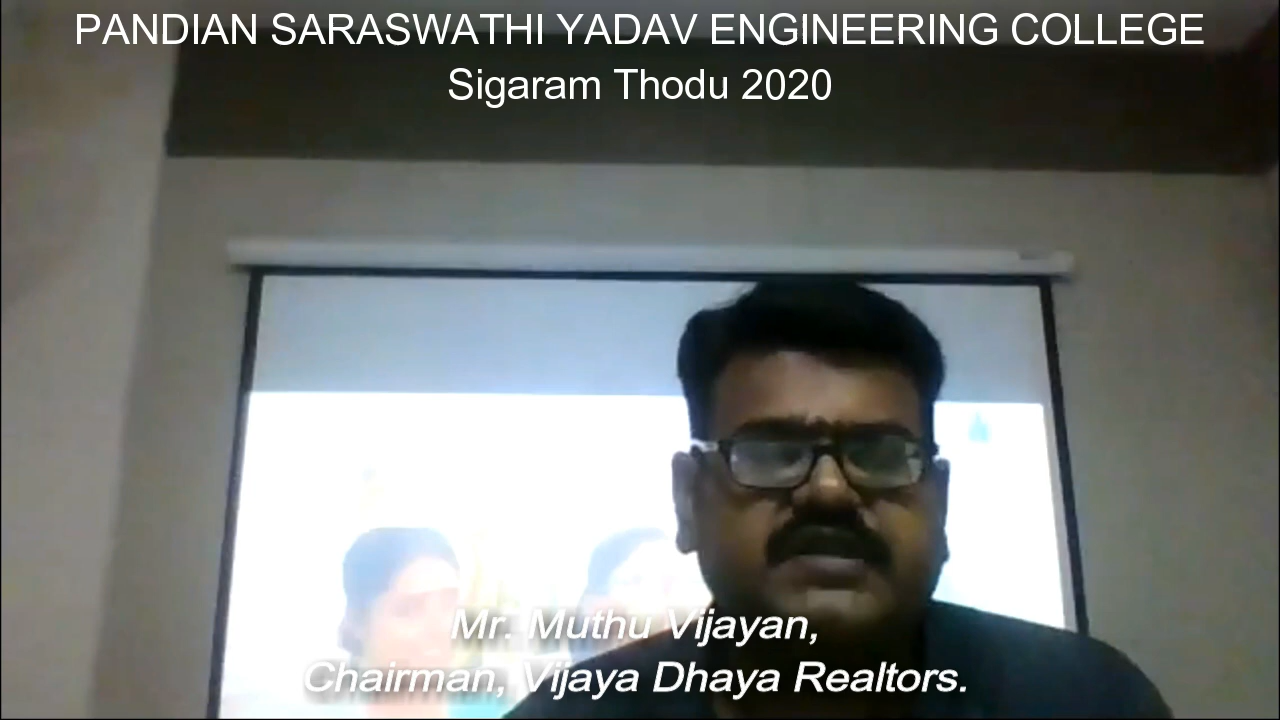 PANDIAN SARASWATHI YADAV ENGINEERING COLLEGE
Sigaram Thodu 2020
Mr. Muthu Vijayan,
Chairman, Vijaya Dhaya Realtors.